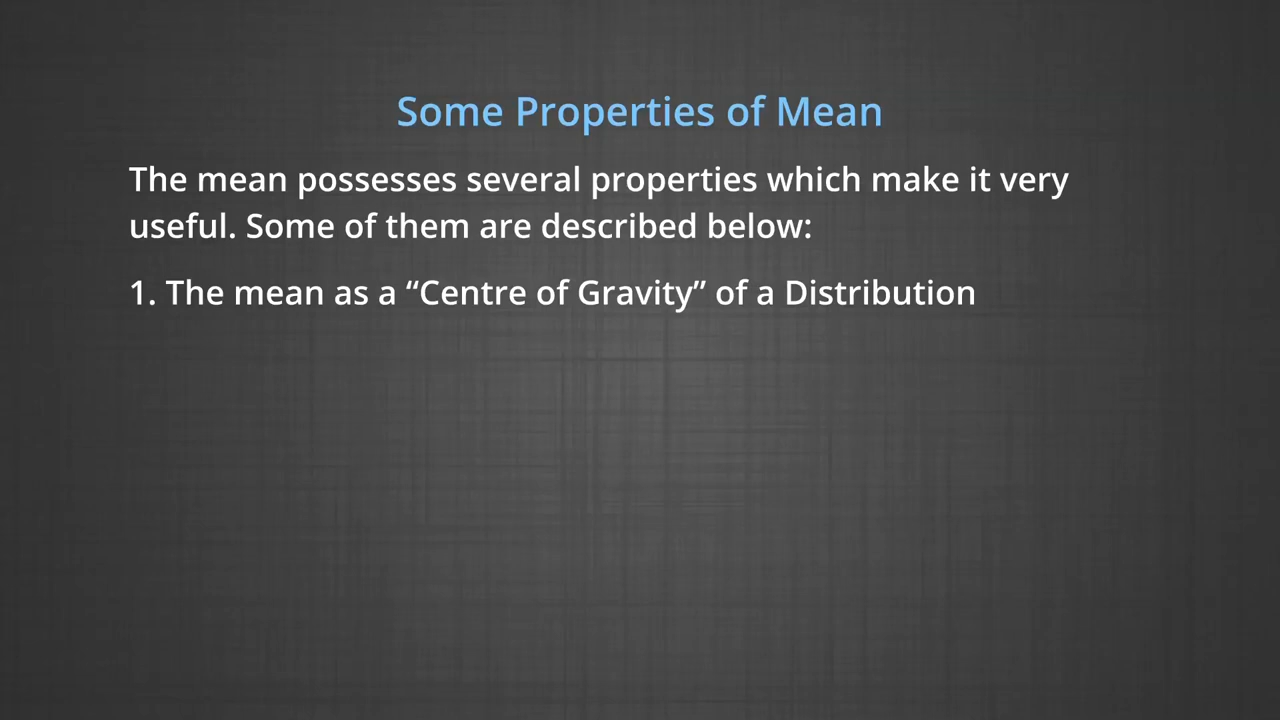 Some Properties of Mean
The mean possesses several properties which make it very
useful. Some of them are described below:
1. The mean as a “Centre of Gravity” of a Distribution